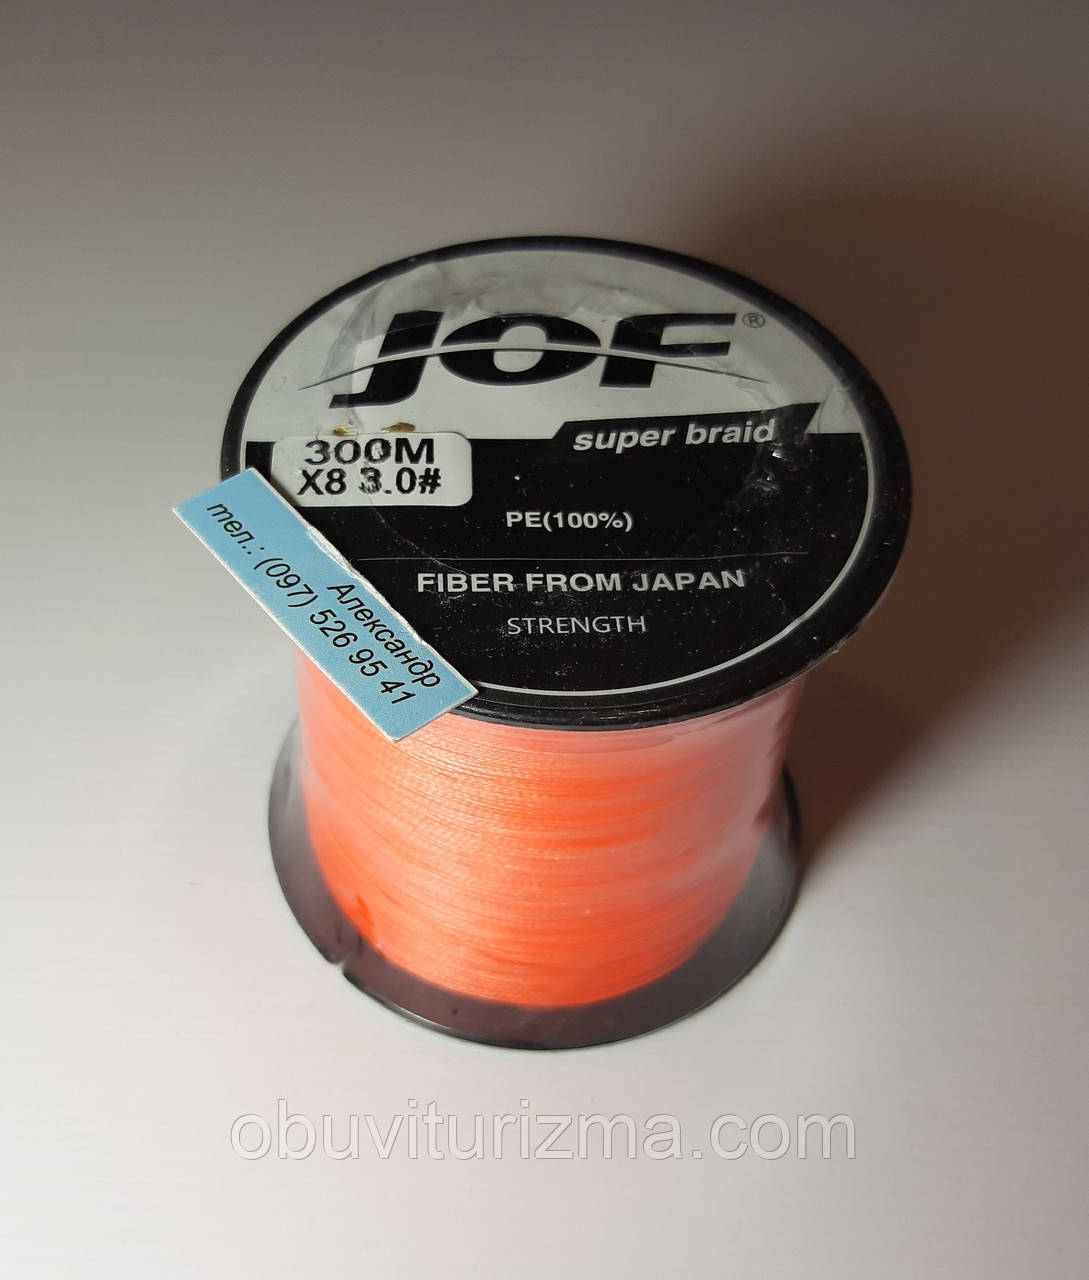 JOF®
super braid
300M
X8 3.0#
PE(100%)
FIBER FROM JAPAN
STRENGTH
Александр
тел.: (097) 526 95 41
obuviturizma.com